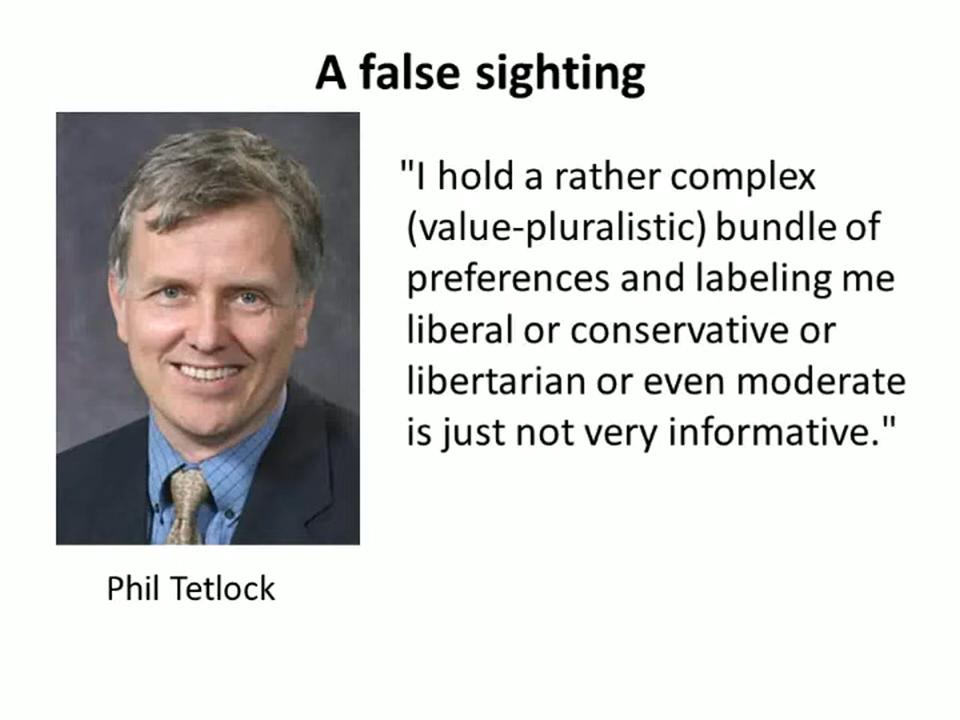 A false sighting
"I hold a rather complex
(value-pluralistic) bundle of
preferences and labeling me
liberal or conservative or
libertarian or even moderate
is just not very informative."
Phil Tetlock